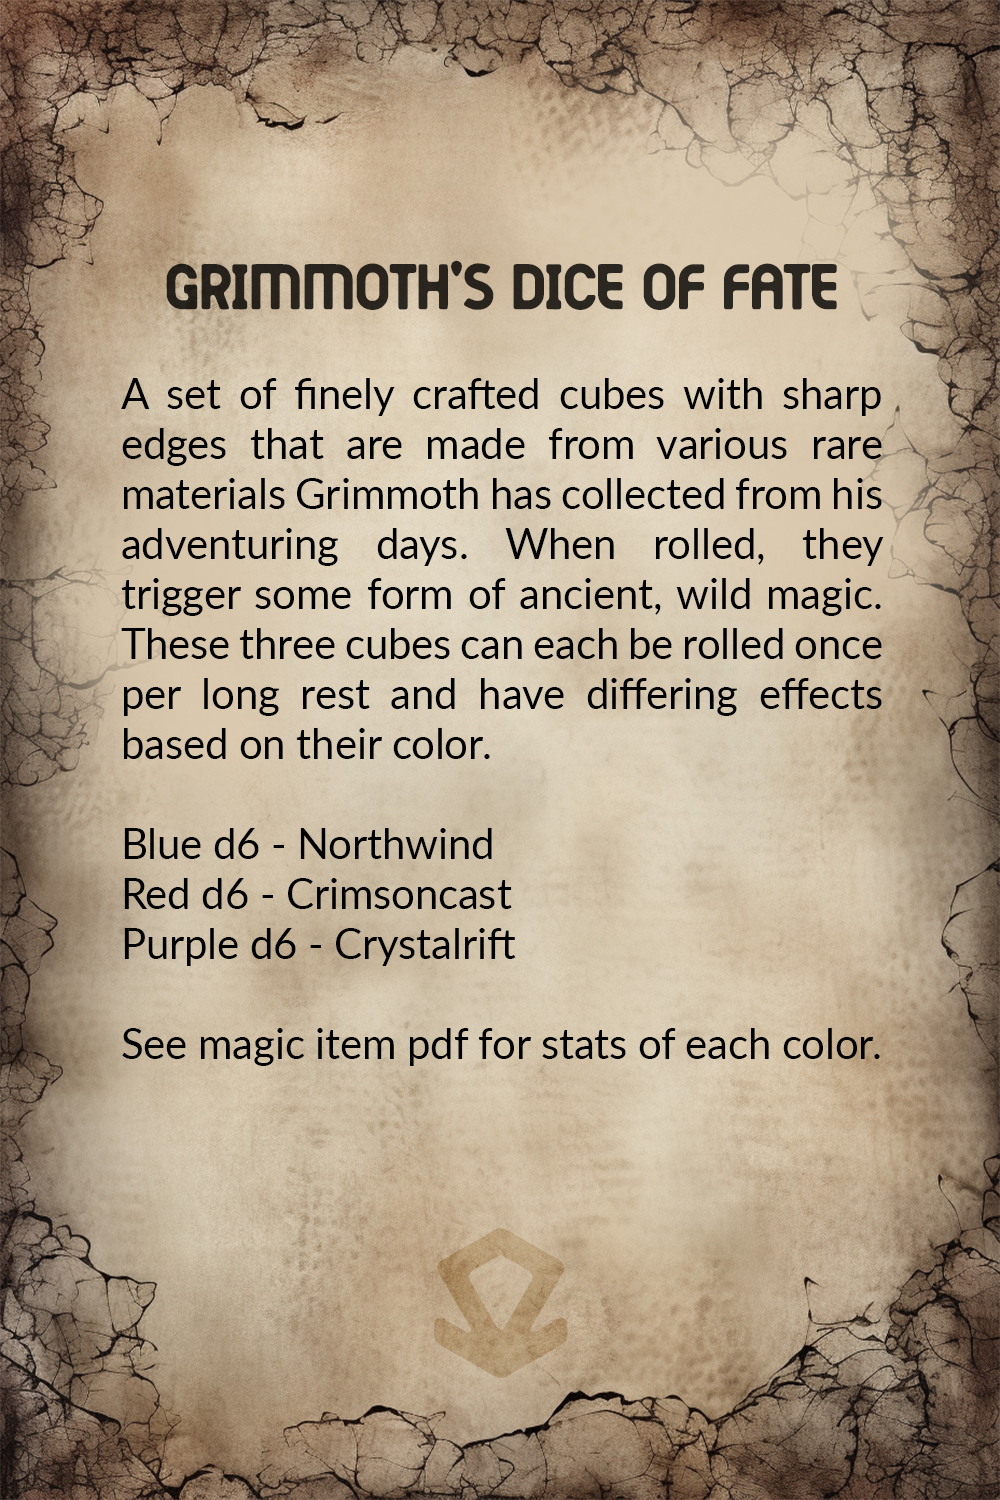 GRIMMOTH'S DICE OF FATE
A set of finely crafted cubes with sharp
edges that are made from various rare
materials Grimmoth has collected from his
adventuring days. When rolled, they
trigger some form of ancient, wild magic.
These three cubes can each be rolled once
per long rest and have differing effects
based on their color.
Blue d6 - Northwind
Red d6 - Crimsoncast
Purple d6 - Crystalrift
See magic item pdf for stats of each color.